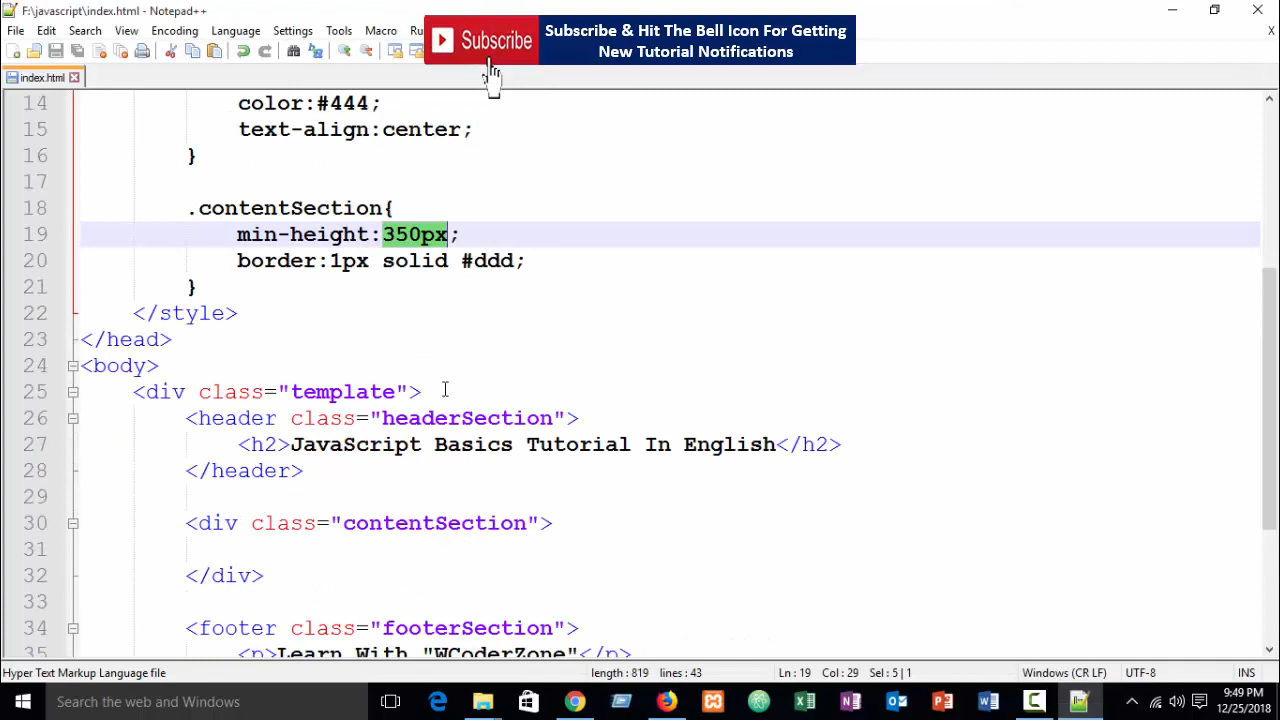 F:\javascript\index.html - Notepad++
File Edit Search View Encoding Language Settings Tools Macro Run
Subscribe
Subscribe & Hit The Bell Icon For Getting
New Tutorial Notifications
index.html
14 color:#444;
15 text-align:center;
16 }
17
18 .contentSection{
19 min-height:350px;
20 border:1px solid #ddd;
21 }
22 </style>
23 </head>
24 <body>
25 <div class="template">
26 <header class="headerSection">
27 <h2>JavaScript Basics Tutorial In English</h2>
28 </header>
29
30 <div class="contentSection">
31
32 </div>
33
34 <footer class="footerSection">
35 <p>Learn With "WCoderZone"</p>
Hyper Text Markup Language file length : 819 lines : 43 Ln : 19 Col : 29 Sel : 5 | 1 Windows (CR LF) UTF-8 INS
Search the web and Windows
9:49 PM
12/25/2018